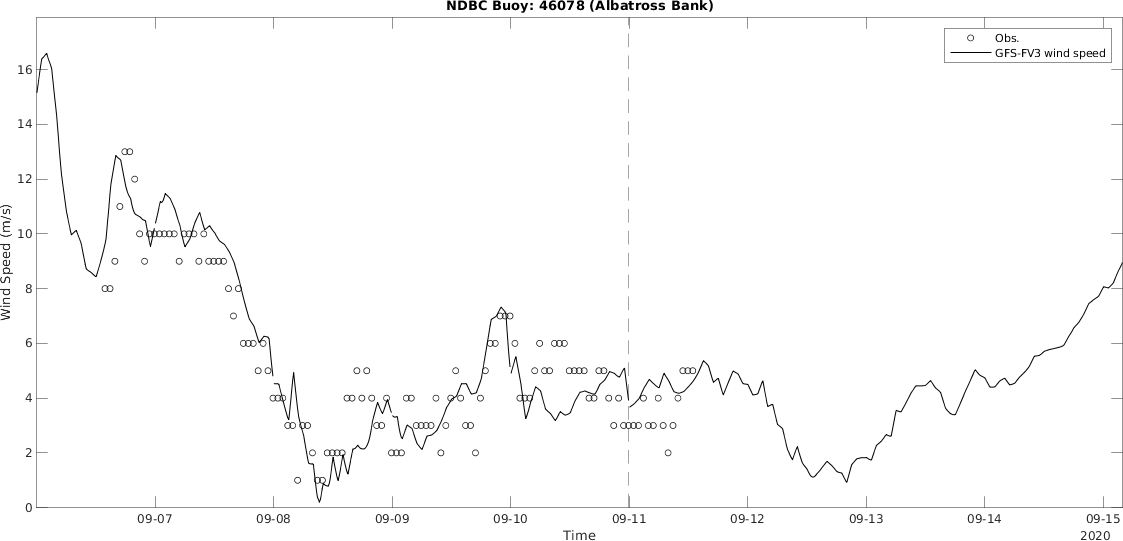 NDBC Buoy: 46078 (Albatross Bank)
Obs.
GFS-FV3 wind speed
Wind Speed (m/s)
16
14
12
10
8
6
4
2
0
09-07 09-08 09-09 09-10 09-11 09-12 09-13 09-14 09-15
Time
2020